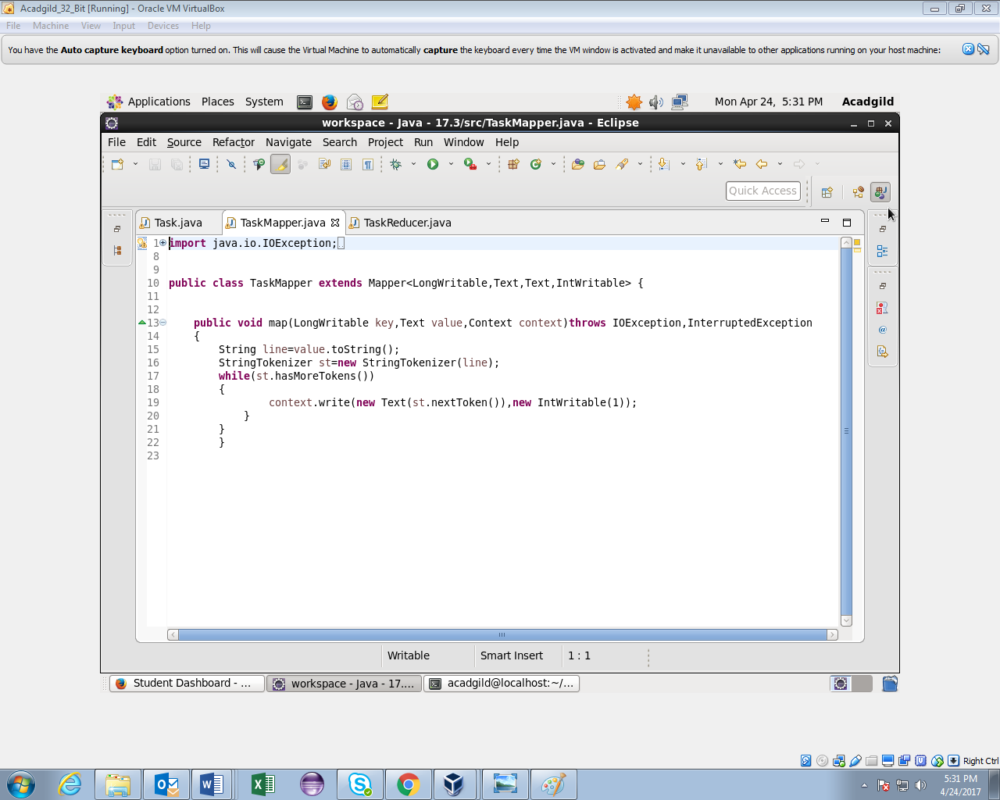 Acadgild_32_Bit [Running] - Oracle VM VirtualBox
File Machine View Input Devices Help
You have the Auto capture keyboard option turned on. This will cause the Virtual Machine to automatically capture the keyboard every time the VM window is activated and make it unavailable to other applications running on your host machine:
Applications Places System Mon Apr 24, 5:31 PM Acadgild
workspace - Java - 17.3/src/TaskMapper.java - Eclipse
File Edit Source Refactor Navigate Search Project Run Window Help
Quick Access
Task.java TaskMapper.java TaskReducer.java
1 import java.io.IOException;
8
9
10 public class TaskMapper extends Mapper<LongWritable,Text,Text,IntWritable> {
11
12
13 public void map(LongWritable key,Text value,Context context)throws IOException,InterruptedException
14 {
15 String line=value.toString();
16 StringTokenizer st=new StringTokenizer(line);
17 while(st.hasMoreTokens())
18 {
19 context.write(new Text(st.nextToken()),new IntWritable(1));
20 }
21 }
22 }
23
Writable Smart Insert 1 : 1
Student Dashboard - ... workspace - Java - 17.... acadgild@localhost:~/...
Right Ctrl
5:31 PM
4/24/2017